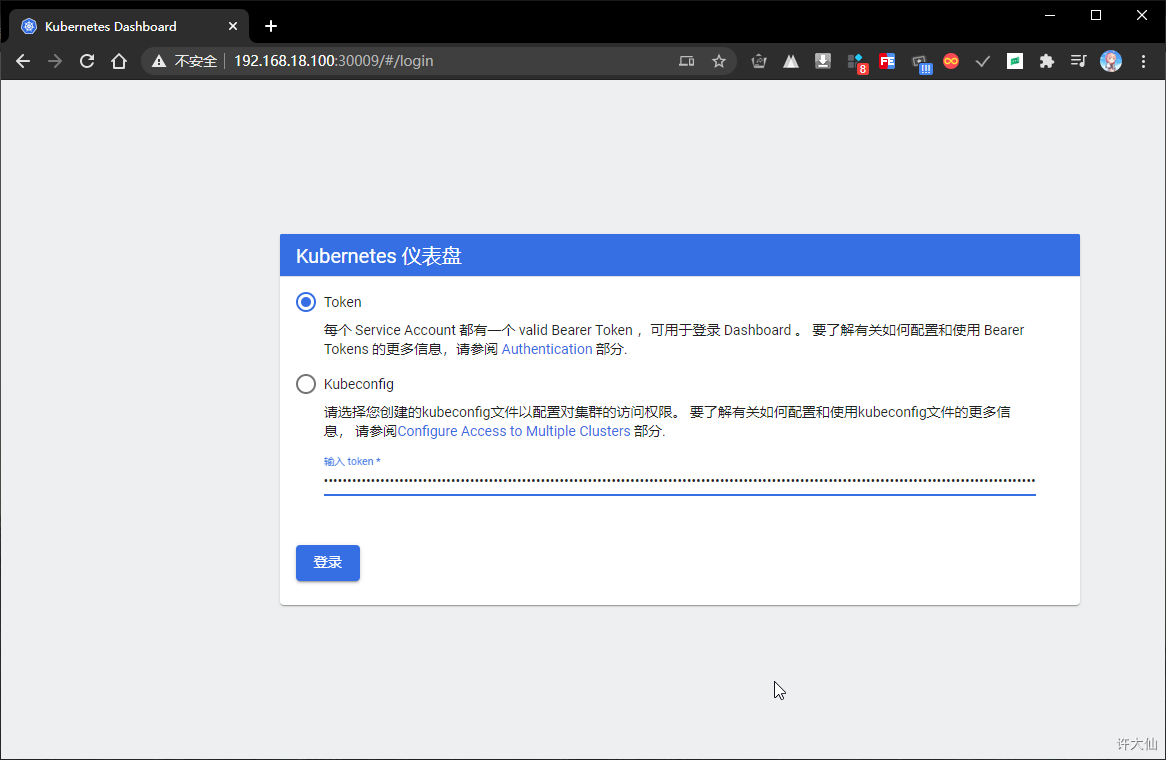 Kubernetes Dashboard
不安全 192.168.18.100:30009/#/login
8
FE
Kubernetes 仪表盘
Token
每个 Service Account 都有一个 valid Bearer Token ，可用于登录 Dashboard 。 要了解有关如何配置和使用 Bearer
Tokens 的更多信息，请参阅 Authentication 部分.
Kubeconfig
请选择您创建的kubeconfig文件以配置对集群的访问权限。 要了解有关如何配置和使用kubeconfig文件的更多信
息， 请参阅Configure Access to Multiple Clusters 部分.
输入 token *
登录
许大仙